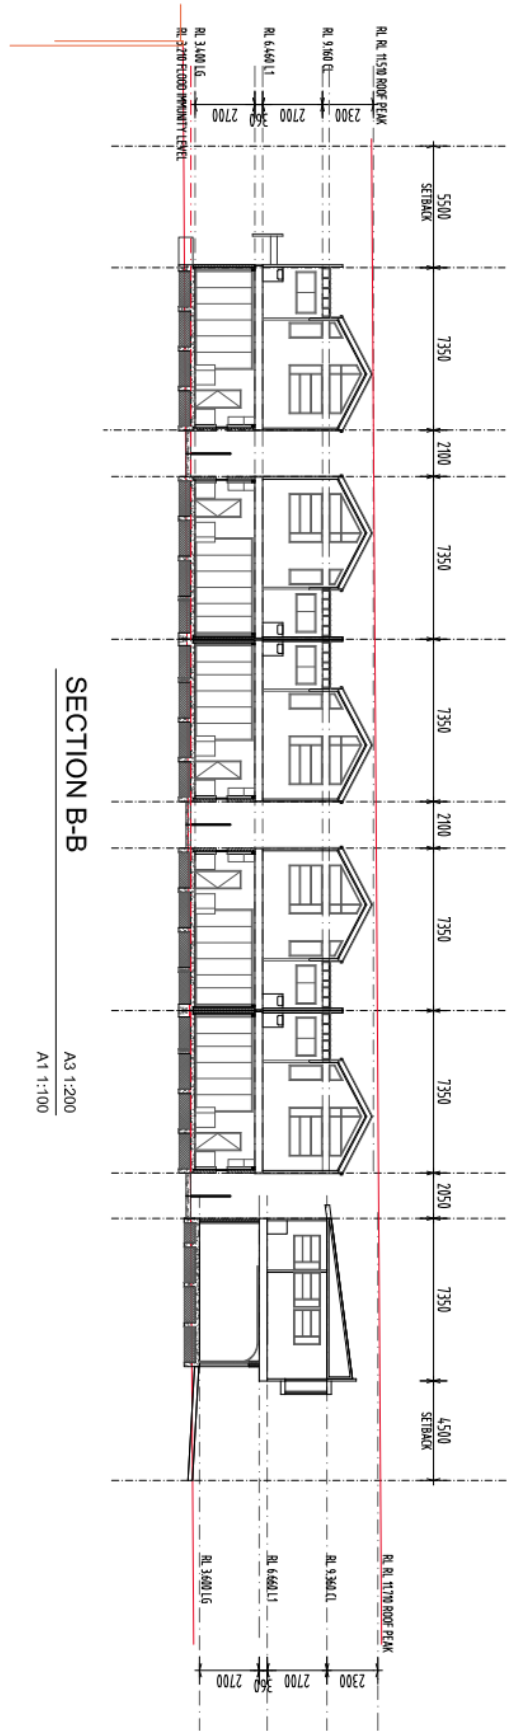 RL 3.210 FLOOD IMMUNITY LEVEL
RL 3.400 LG
RL 6.460 L1
RL 9.160 CL
RL RL 11.510 ROOF PEAK
2700
360
2700
2300
5500
SETBACK
7350
2100
7350
7350
2100
7350
7350
2050
7350
4500
SETBACK
SECTION B-B
A3 1:200
A1 1:100
RL 3.600 LG
RL 6.660 L1
RL 9.360 CL
RL RL 11.710 ROOF PEAK
2700
360
2700
2300